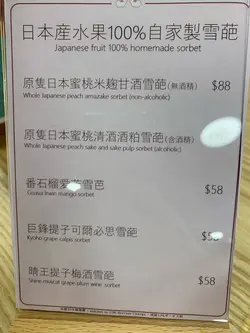 日本産水果100%自家製雪葩
Japanese fruit 100% homemade sorbet
原隻日本蜜桃米麹甘酒雪葩(無酒精) $88
Whole Japanese peach amazake sorbet (non-alcoholic)
原隻日本蜜桃清酒酒粕雪葩(含酒精)
Whole Japanese peach sake and sake pulp sorbet (alcoholic)
番石榴愛文雪芭 $58
Guava Irwin mango sorbet
巨鋒提子可爾必思雪葩 $58
Kyoho grape calpis sorbet
晴王提子梅酒雪葩 $58
Shine muscat grape plum wine sorbet